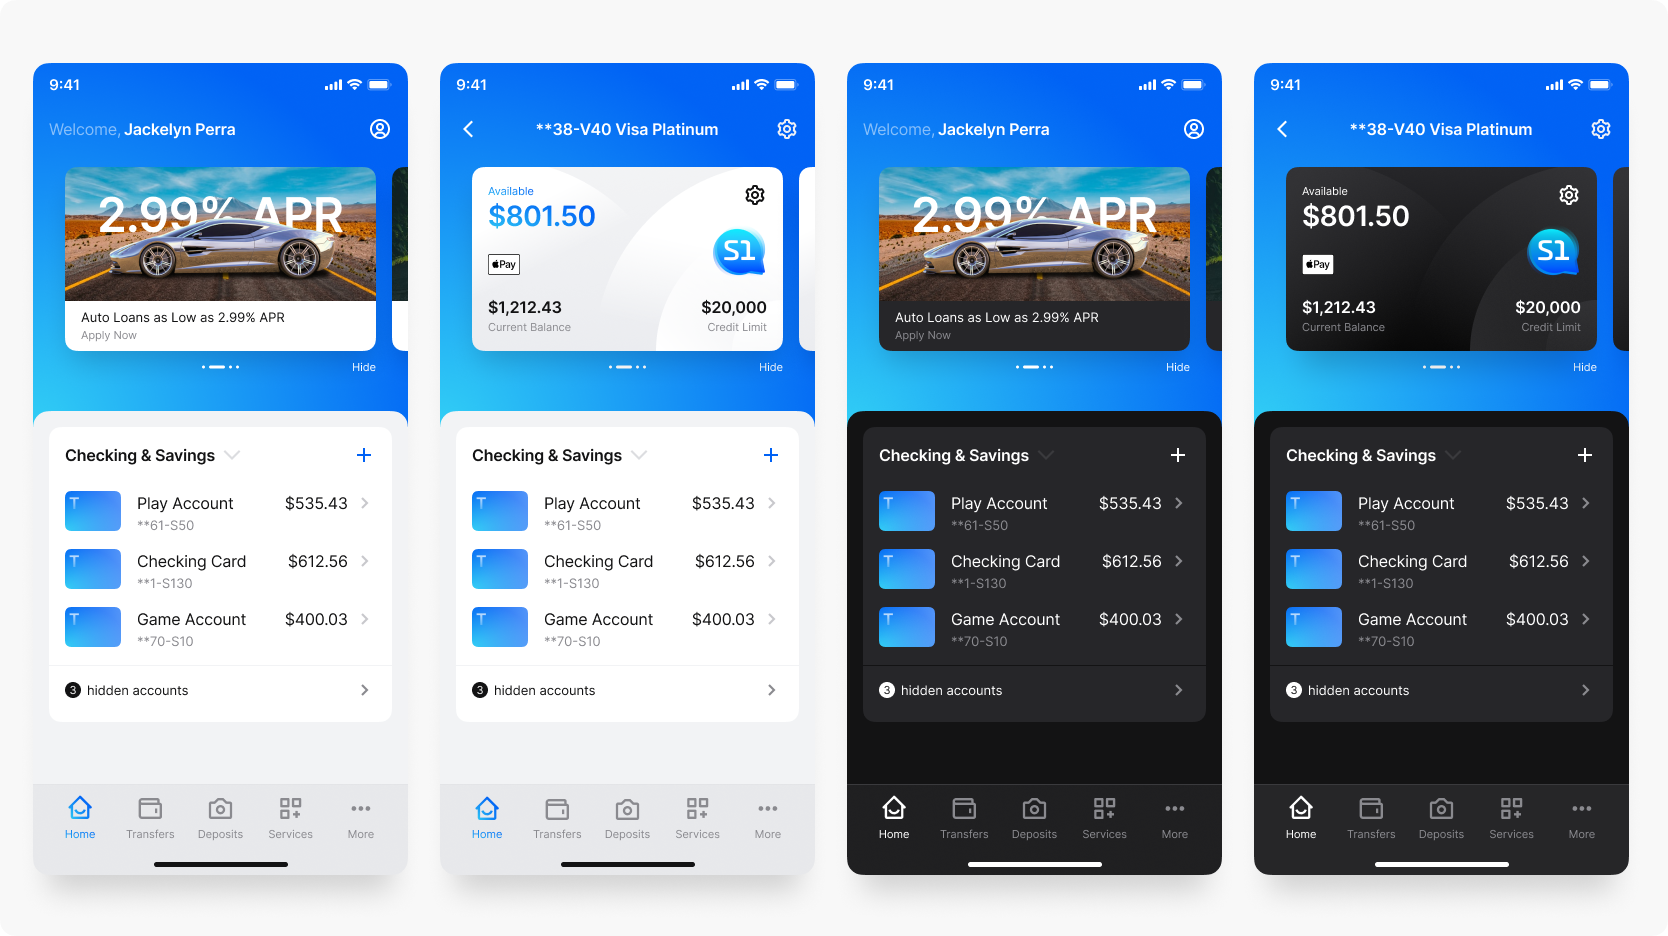 9:41
Welcome, Jackelyn Perra
2.99% APR
Auto Loans as Low as 2.99% APR
Apply Now
Hide
Checking & Savings
T
Play Account
$535.43
**61-S50
T
Checking Card
$612.56
**1-S130
T
Game Account
$400.03
**70-S10
3 hidden accounts
Home
Transfers
Deposits
Services
More
9:41
**38-V40 Visa Platinum
Available
$801.50
S1
Pay
$1,212.43
$20,000
Current Balance
Credit Limit
Hide
Checking & Savings
T
Play Account
$535.43
**61-S50
T
Checking Card
$612.56
**1-S130
T
Game Account
$400.03
**70-S10
3 hidden accounts
Home
Transfers
Deposits
Services
More
9:41
Welcome, Jackelyn Perra
2.99% APR
Auto Loans as Low as 2.99% APR
Apply Now
Hide
Checking & Savings
T
Play Account
$535.43
**61-S50
T
Checking Card
$612.56
**1-S130
T
Game Account
$400.03
**70-S10
3 hidden accounts
Home
Transfers
Deposits
Services
More
9:41
**38-V40 Visa Platinum
Available
$801.50
S1
Pay
$1,212.43
$20,000
Current Balance
Credit Limit
Hide
Checking & Savings
T
Play Account
$535.43
**61-S50
T
Checking Card
$612.56
**1-S130
T
Game Account
$400.03
**70-S10
3 hidden accounts
Home
Transfers
Deposits
Services
More